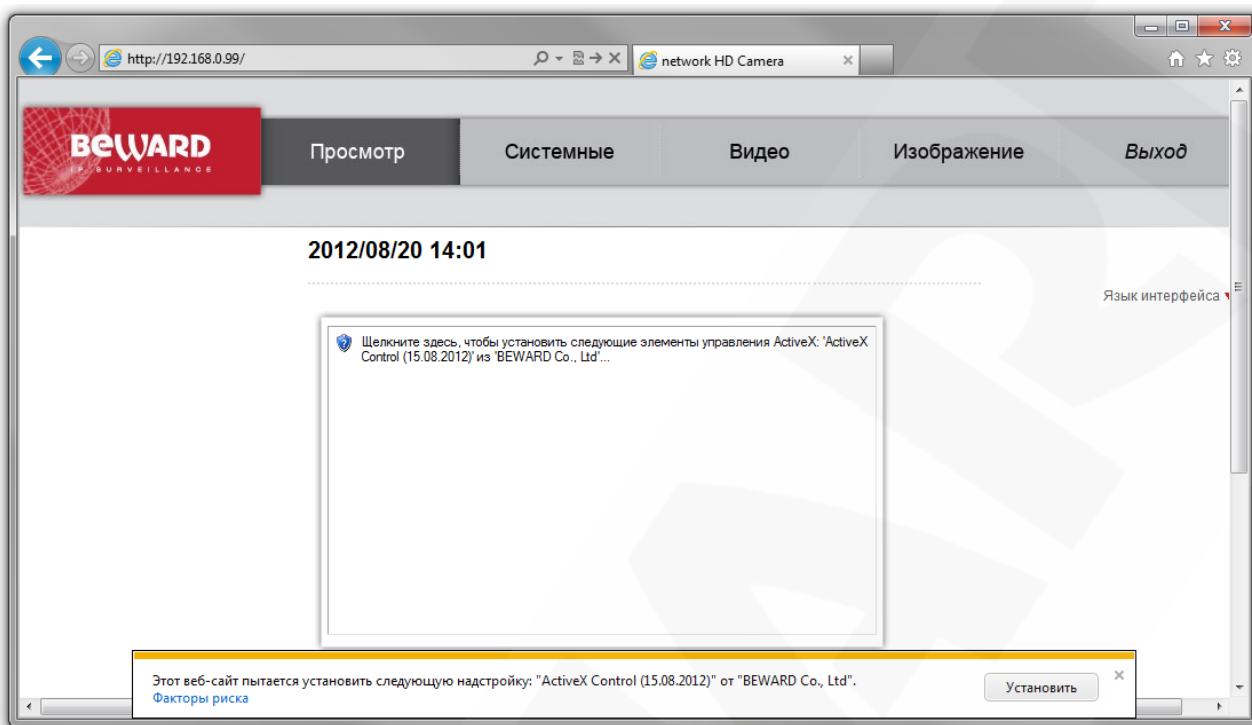 http://192.168.0.99/
network HD Camera
BEWARD
IP SURVEILLANCE
Просмотр
Системные
Видео
Изображение
Выход
2012/08/20 14:01
Язык интерфейса
Щелкните здесь, чтобы установить следующие элементы управления ActiveX: 'ActiveX
Control (15.08.2012)' из 'BEWARD Co., Ltd'...
Этот веб-сайт пытается установить следующую надстройку: "ActiveX Control (15.08.2012)" от "BEWARD Co., Ltd".
Факторы риска
Установить